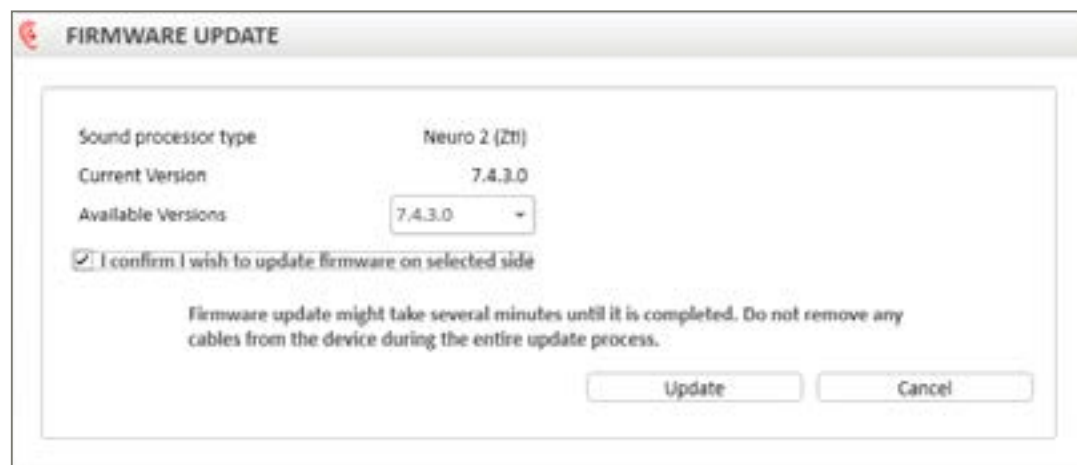 FIRMWARE UPDATE
Sound processor type Neuro 2 (Zti)
Current Version 7.4.3.0
Available Versions 7.4.3.0
I confirm I wish to update firmware on selected side
Firmware update might take several minutes until it is completed. Do not remove any
cables from the device during the entire update process.
Update Cancel